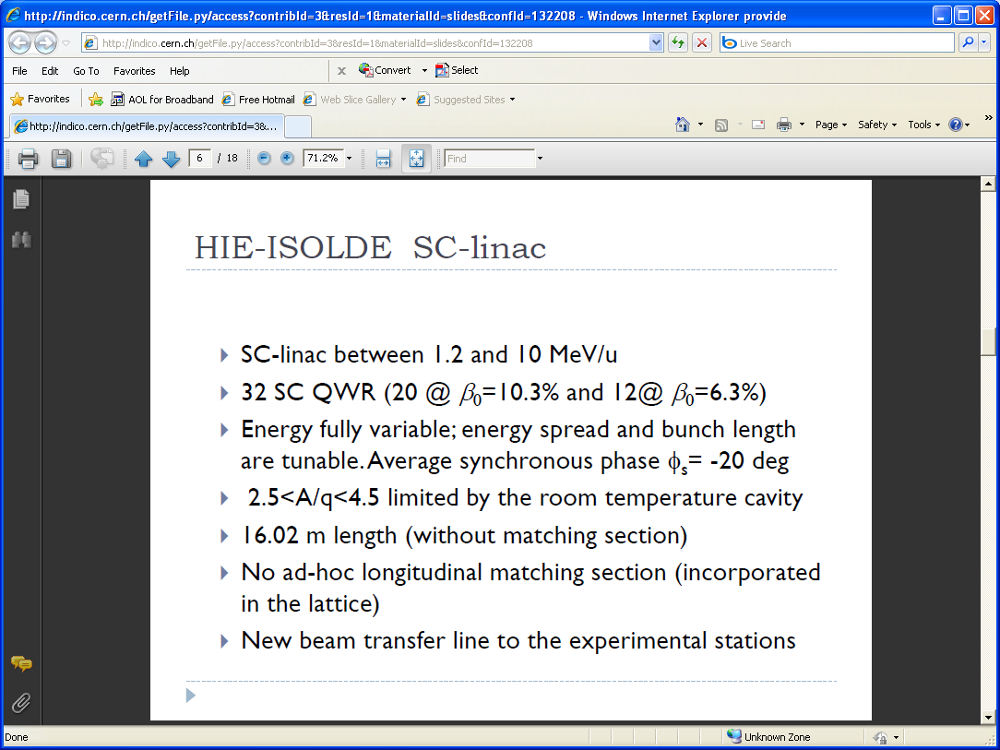 http://indico.cern.ch/getFile.py/access?contribId=3&resId=1&materialId=slides&confId=132208 - Windows Internet Explorer provide
http://indico.cern.ch/getFile.py/access?contribId=3&resId=1&materialId=slides&confId=132208
Live Search
File Edit Go To Favorites Help
x Convert Select
Favorites AOL for Broadband Free Hotmail Web Slice Gallery Suggested Sites
http://indico.cern.ch/getFile.py/access?contribId=3&...
Page Safety Tools »
6 / 18 71.2% Find
HIE-ISOLDE SC-linac
SC-linac between 1.2 and 10 MeV/u
32 SC QWR (20 @ β0=10.3% and 12@ β0=6.3%)
Energy fully variable; energy spread and bunch length
are tunable. Average synchronous phase ϕs= -20 deg
2.5<A/q<4.5 limited by the room temperature cavity
16.02 m length (without matching section)
No ad-hoc longitudinal matching section (incorporated
in the lattice)
New beam transfer line to the experimental stations
Done Unknown Zone